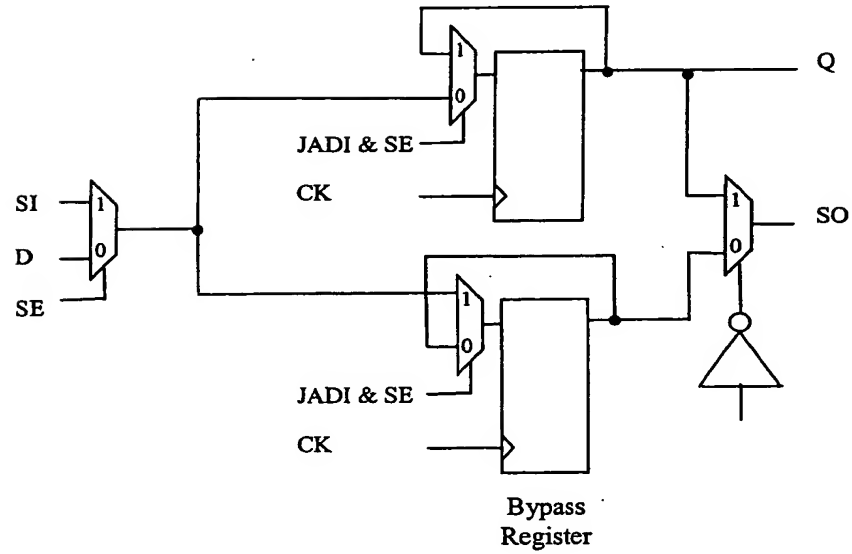 1
Q
0
JADI & SE
CK
SI
1
1
SO
D
0
0
SE
1
0
JADI & SE
CK
Bypass
Register